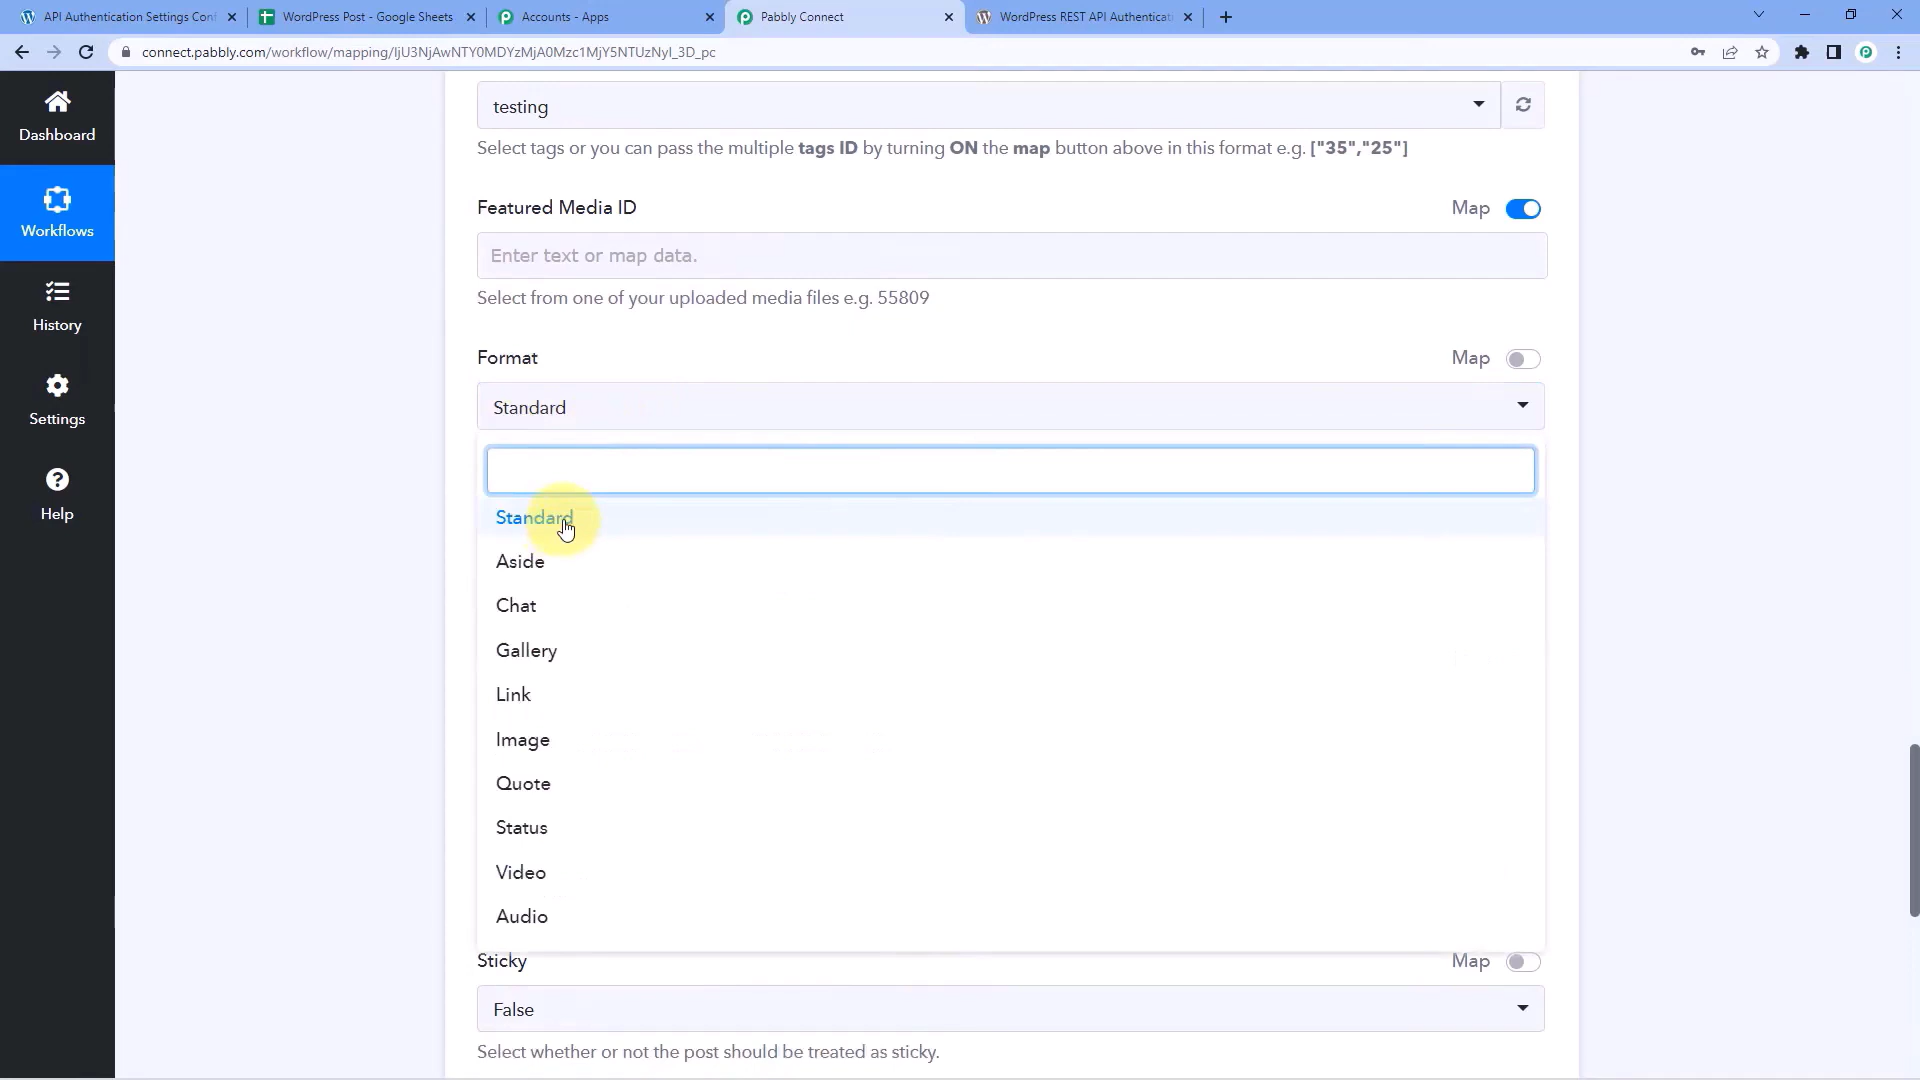 API Authentication Settings Conf
WordPress Post - Google Sheets
Accounts - Apps
Pabbly Connect
WordPress REST API Authenticati
connect.pabbly.com/workflow/mapping/IjU3NjAwNTY0MDYzMjA0Mzc1MjY5NTUzNyI_3D_pc
Dashboard
Workflows
History
Settings
Help
testing
Select tags or you can pass the multiple tags ID by turning ON the map button above in this format e.g. ["35","25"]
Featured Media ID
Map
Enter text or map data.
Select from one of your uploaded media files e.g. 55809
Format
Map
Standard
Standard
Aside
Chat
Gallery
Link
Image
Quote
Status
Video
Audio
Sticky
Map
False
Select whether or not the post should be treated as sticky.